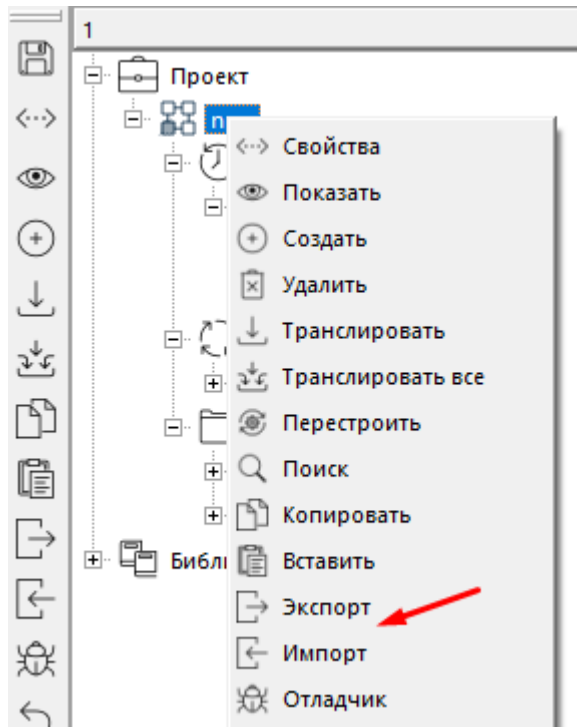 1
Проект
Свойства
Показать
Создать
Удалить
Транслировать
Транслировать все
Перестроить
Поиск
Копировать
Вставить
Экспорт
Импорт
Отладчик